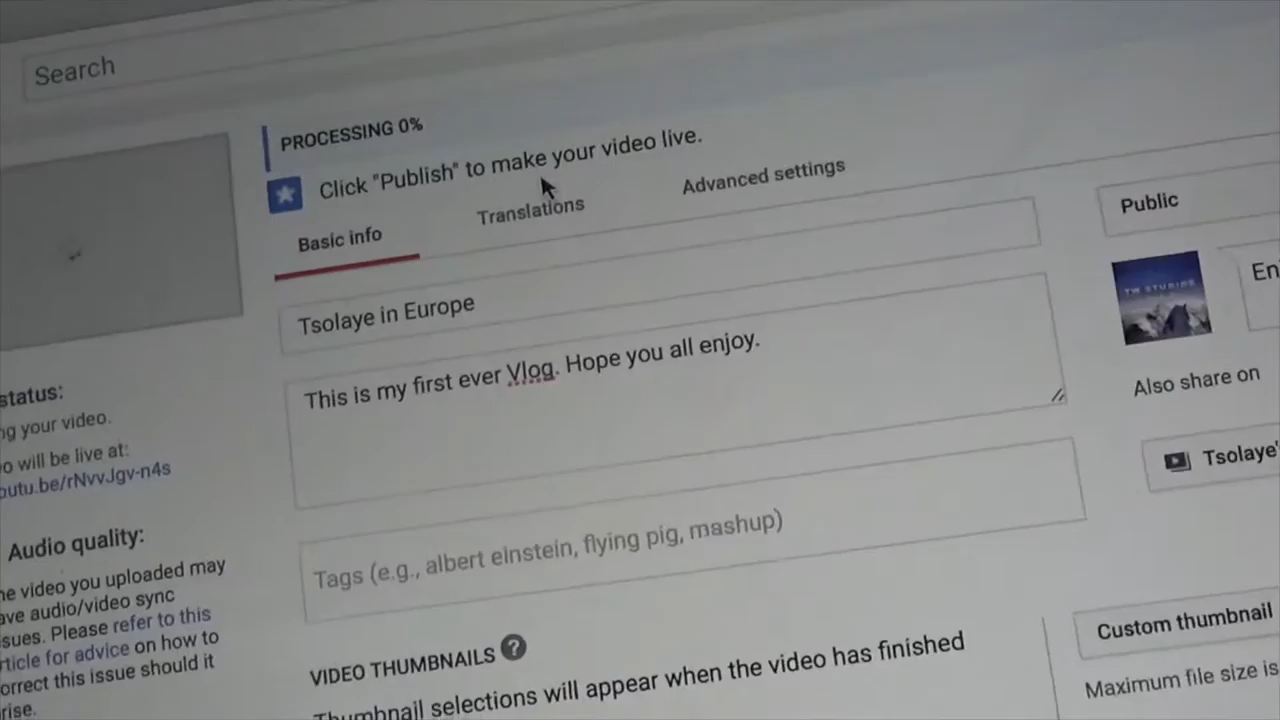 Search
PROCESSING 0%
Click "Publish" to make your video live.
Basic info
Translations
Advanced settings
Tsolaye in Europe
This is my first ever Vlog. Hope you all enjoy.
Tags (e.g., albert einstein, flying pig, mashup)
VIDEO THUMBNAILS ?
Thumbnail selections will appear when the video has finished
status:
ng your video.
o will be live at:
outu.be/rNvvJgv-n4s
Audio quality:
he video you uploaded may
ave audio/video sync
sues. Please refer to this
rticle for advice on how to
orrect this issue should it
rise.
Public
TW STUDIOS
En
Also share on
Tsolaye'
Custom thumbnail
Maximum file size is